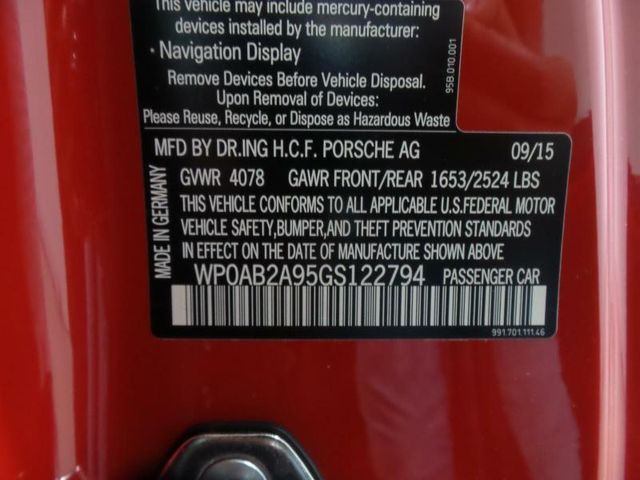 This vehicle may include mercury-containing
devices installed by the manufacturer:
• Navigation Display
Remove Devices Before Vehicle Disposal.
Upon Removal of Devices:
Please Reuse, Recycle, or Dispose as Hazardous Waste
95B.010.001
MFD BY DR.ING H.C.F. PORSCHE AG 09/15
GVWR 4078 GAWR FRONT/REAR 1653/2524 LBS
THIS VEHICLE CONFORMS TO ALL APPLICABLE U.S.FEDERAL MOTOR
VEHICLE SAFETY,BUMPER,AND THEFT PREVENTION STANDARDS
IN EFFECT ON THE DATE OF MANUFACTURE SHOWN ABOVE.
WP0AB2A95GS122794 PASSENGER CAR
MADE IN GERMANY
991.701.111.46